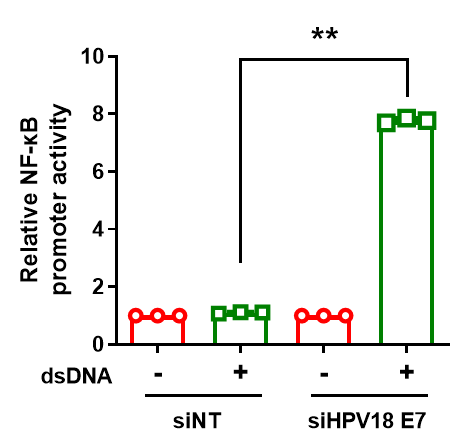 **
Relative NF-κB
promoter activity
10
8
6
4
2
0
dsDNA - + - +
siNT siHPV18 E7